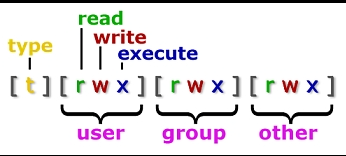 read
write
type
execute
[ t ] [ r w x ] [ r w x ] [ r w x ]
user group other